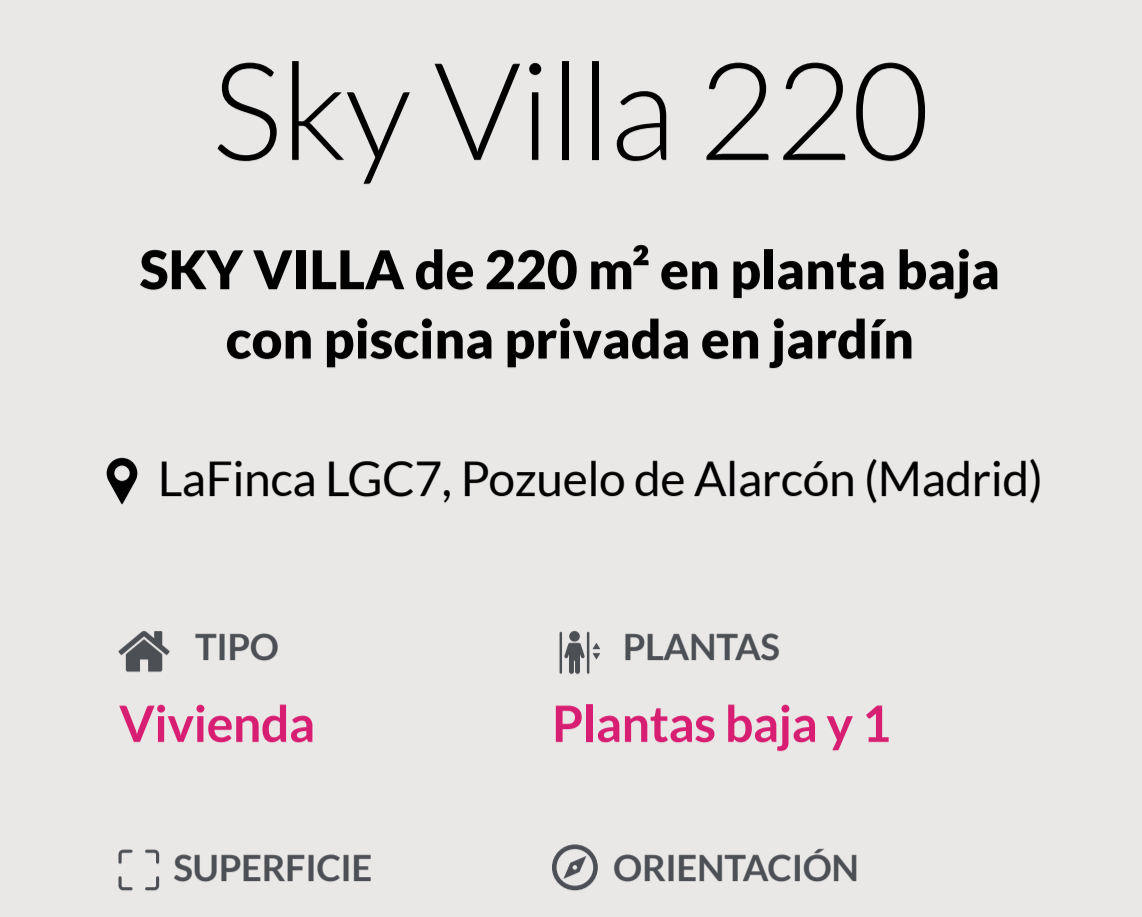 Sky Villa 220
SKY VILLA de 220 m² en planta baja
con piscina privada en jardín
LaFinca LGC7, Pozuelo de Alarcón (Madrid)
TIPO
Vivienda
PLANTAS
Plantas baja y 1
SUPERFICIE
ORIENTACIÓN